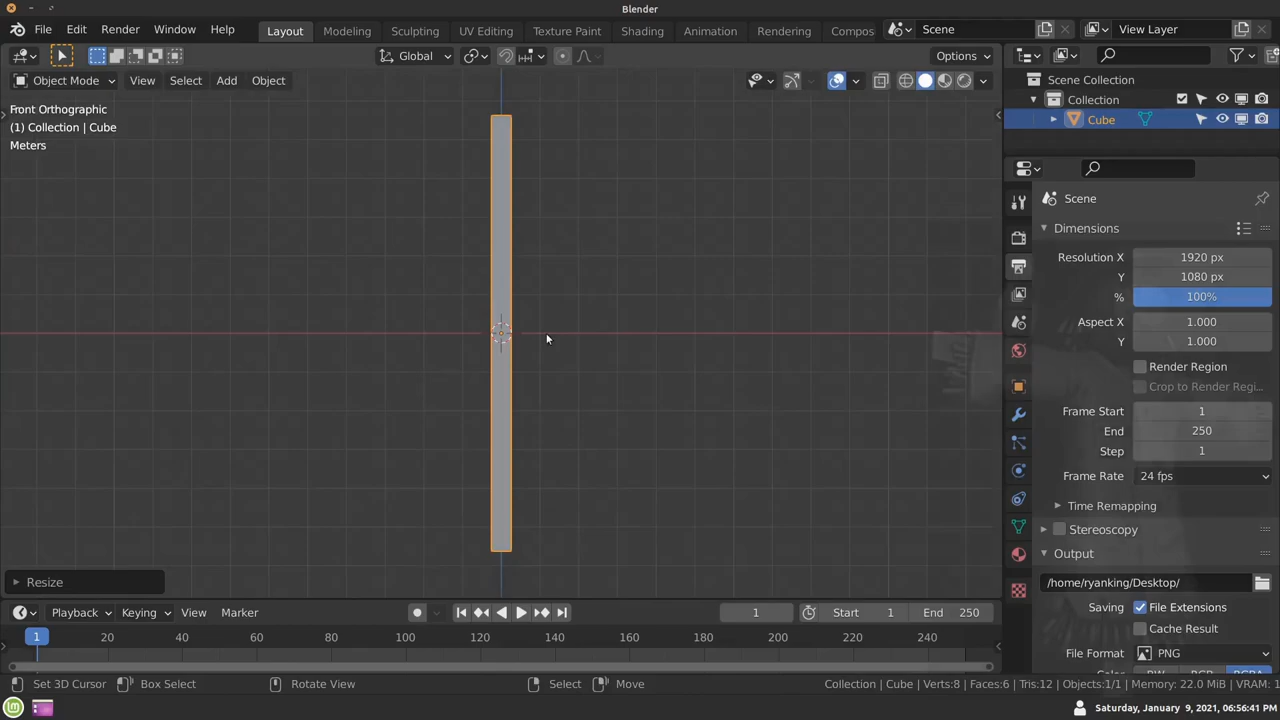 Blender
File Edit Render Window Help Layout Modeling Sculpting UV Editing Texture Paint Shading Animation Rendering Compos Scene View Layer
Global Options
Object Mode View Select Add Object
Front Orthographic
(1) Collection | Cube
Meters
Scene Collection
Collection
Cube
Scene
Dimensions
Resolution X 1920 px
Y 1080 px
% 100%
Aspect X 1.000
Y 1.000
Render Region
Crop to Render Regi...
Frame Start 1
End 250
Step 1
Frame Rate 24 fps
Time Remapping
Stereoscopy
Output
/home/ryanking/Desktop/
Saving File Extensions
Cache Result
File Format PNG
Resize
Playback Keying View Marker 1 Start 1 End 250
1 20 40 60 80 100 120 140 160 180 200 220 240
Set 3D Cursor Box Select Rotate View Select Move Collection | Cube | Verts:8 | Faces:6 | Tris:12 | Objects:1/1 | Memory: 22.0 MiB | VRAM: 1
Saturday, January 9, 2021, 18:56:41 PM